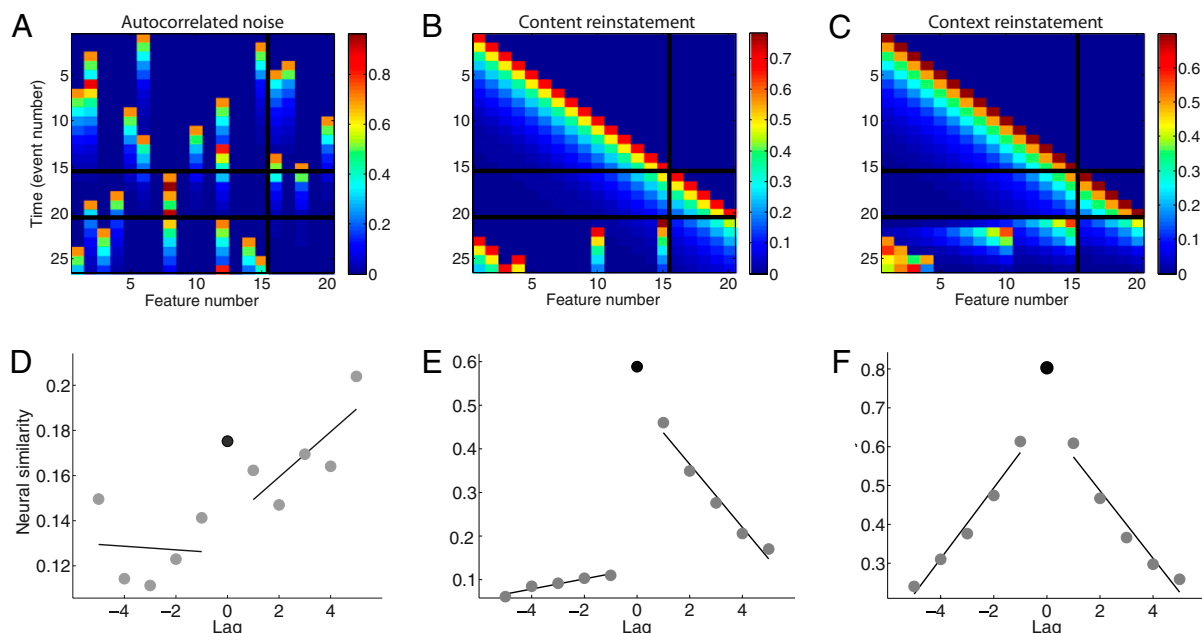 A Autocorrelated noise
B Content reinstatement
C Context reinstatement
Time (event number)
5
10
15
20
25
5 10 15 20
Feature number
0.8
0.6
0.4
0.2
0
5
10
15
20
25
5 10 15 20
Feature number
0.7
0.6
0.5
0.4
0.3
0.2
0.1
0
5
10
15
20
25
5 10 15 20
Feature number
0.6
0.5
0.4
0.3
0.2
0.1
0
D
Neural similarity
0.2
0.18
0.16
0.14
0.12
−4 −2 0 2 4
Lag
E
0.6
0.5
0.4
0.3
0.2
0.1
−4 −2 0 2 4
Lag
F
0.8
0.7
0.6
0.5
0.4
0.3
−4 −2 0 2 4
Lag